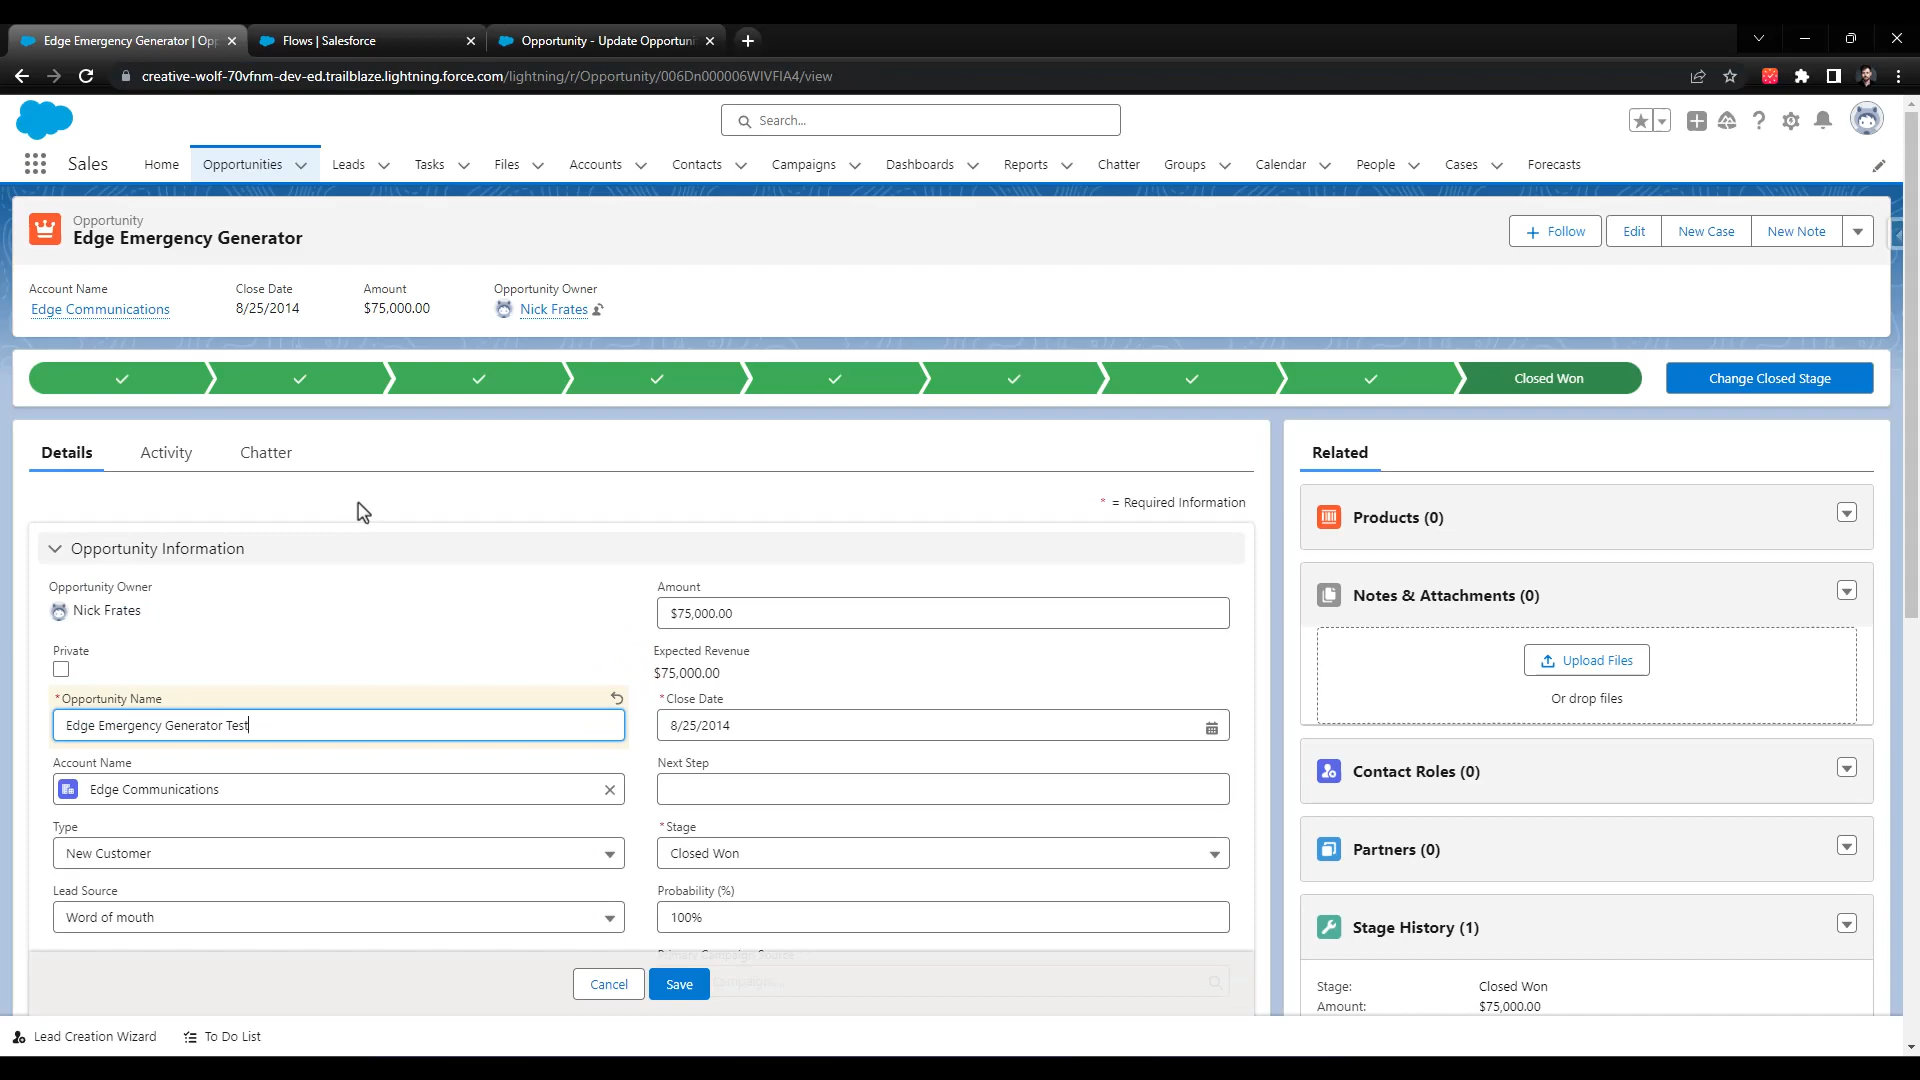 Edge Emergency Generator | Opp
Flows | Salesforce
Opportunity - Update Opportuni
creative-wolf-70vfnm-dev-ed.trailblaze.lightning.force.com/lightning/r/Opportunity/006Dn000006WIVFIA4/view
Search...
Sales
Home
Opportunities
Leads
Tasks
Files
Accounts
Contacts
Campaigns
Dashboards
Reports
Chatter
Groups
Calendar
People
Cases
Forecasts
Opportunity
Edge Emergency Generator
+ Follow
Edit
New Case
New Note
Account Name
Close Date
Amount
Opportunity Owner
Edge Communications
8/25/2014
$75,000.00
Nick Frates
Closed Won
Change Closed Stage
Details
Activity
Chatter
Related
* = Required Information
Products (0)
Opportunity Information
Opportunity Owner
Nick Frates
Amount
$75,000.00
Notes & Attachments (0)
Private
Expected Revenue
$75,000.00
Upload Files
Or drop files
*Opportunity Name
Edge Emergency Generator Test
*Close Date
8/25/2014
Account Name
Edge Communications
Next Step
Contact Roles (0)
Type
New Customer
*Stage
Closed Won
Partners (0)
Lead Source
Word of mouth
Probability (%)
100%
Stage History (1)
Primary Campaign Source
Cancel
Save
Campaigns...
Stage:
Closed Won
Amount:
$75,000.00
Lead Creation Wizard
To Do List